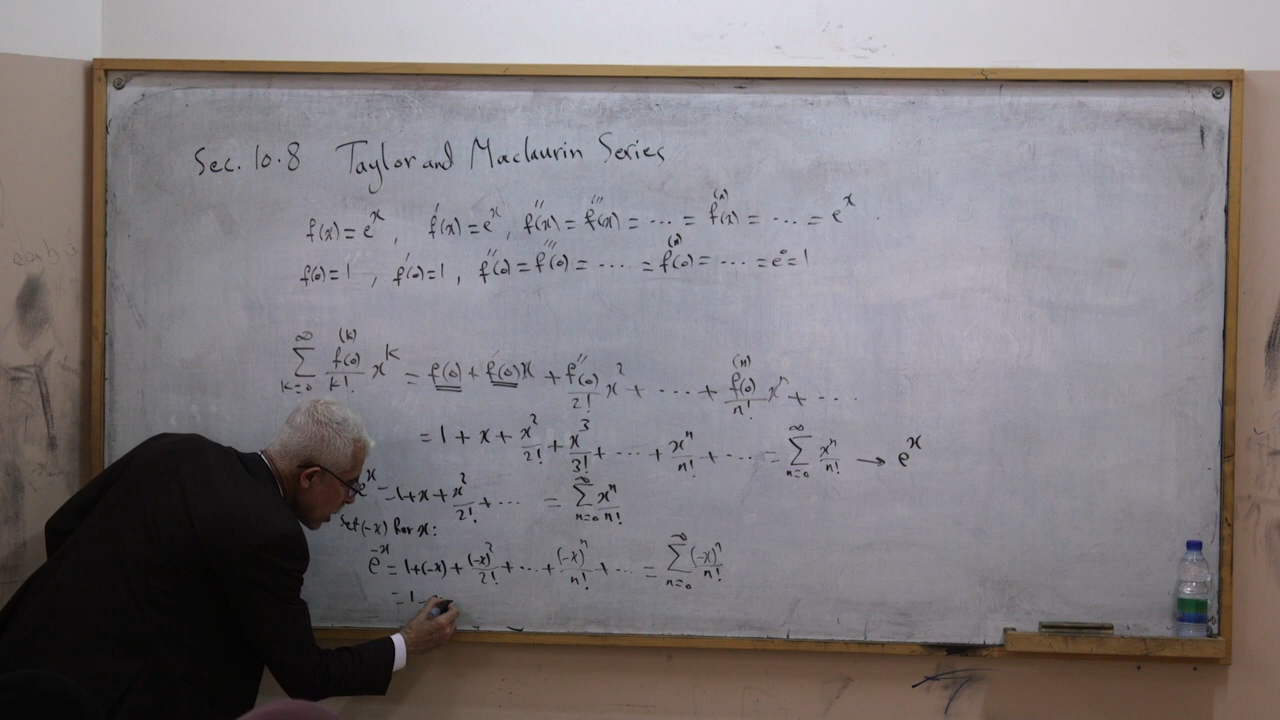 Sec. 10.8 Taylor and Maclaurin Series
f(x) = e^x , f'(x) = e^x , f''(x) = f'''(x) = ···· = f^(n)(x) = ···· = e^x .
f(0) = 1 , f'(0) = 1 , f''(0) = f'''(0) = ···· = f^(n)(0) = ···· = e^0 = 1
∑_{k=0}^{∞} f^(k)(0)/k! x^k = f(0) + f'(0)x + f''(0)/2! x^2 + ···· + f^(n)(0)/n! x^n + ····
= 1 + x + x^2/2! + x^3/3! + ···· + x^n/n! + ···· = ∑_{n=0}^{∞} x^n/n! → e^x
e^x = 1 + x + x^2/2! + ···· = ∑_{n=0}^{∞} x^n/n!
Set (-x) for x:
e^-x = 1 + (-x) + (-x)^2/2! + ··· + (-x)^n/n! + ··· = ∑_{n=0}^{∞} (-x)^n/n!
= 1 -